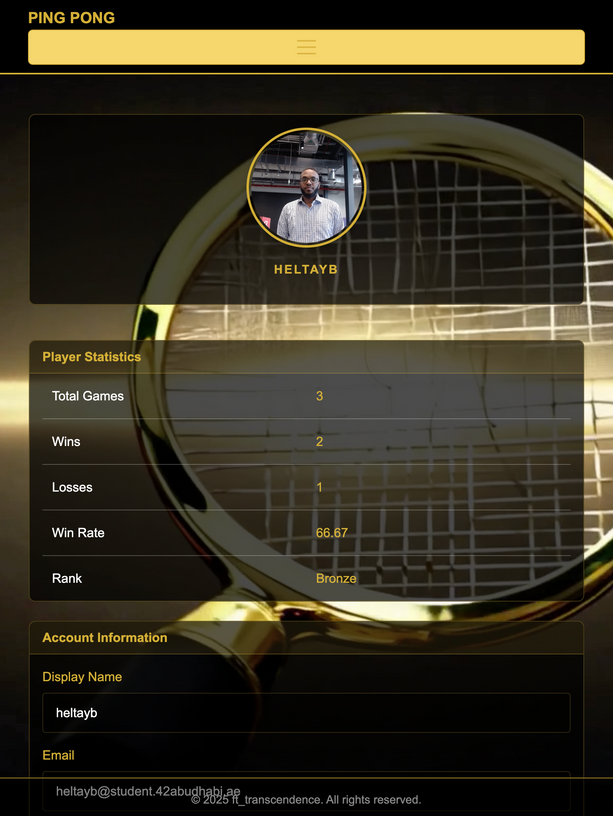 PING PONG
HELTAYB
Player Statistics
Total Games 3
Wins 2
Losses 1
Win Rate 66.67
Rank Bronze
Account Information
Display Name
heltayb
Email
heltayb@student.42abudhabi.ae
© 2025 ft_transcendence. All rights reserved.